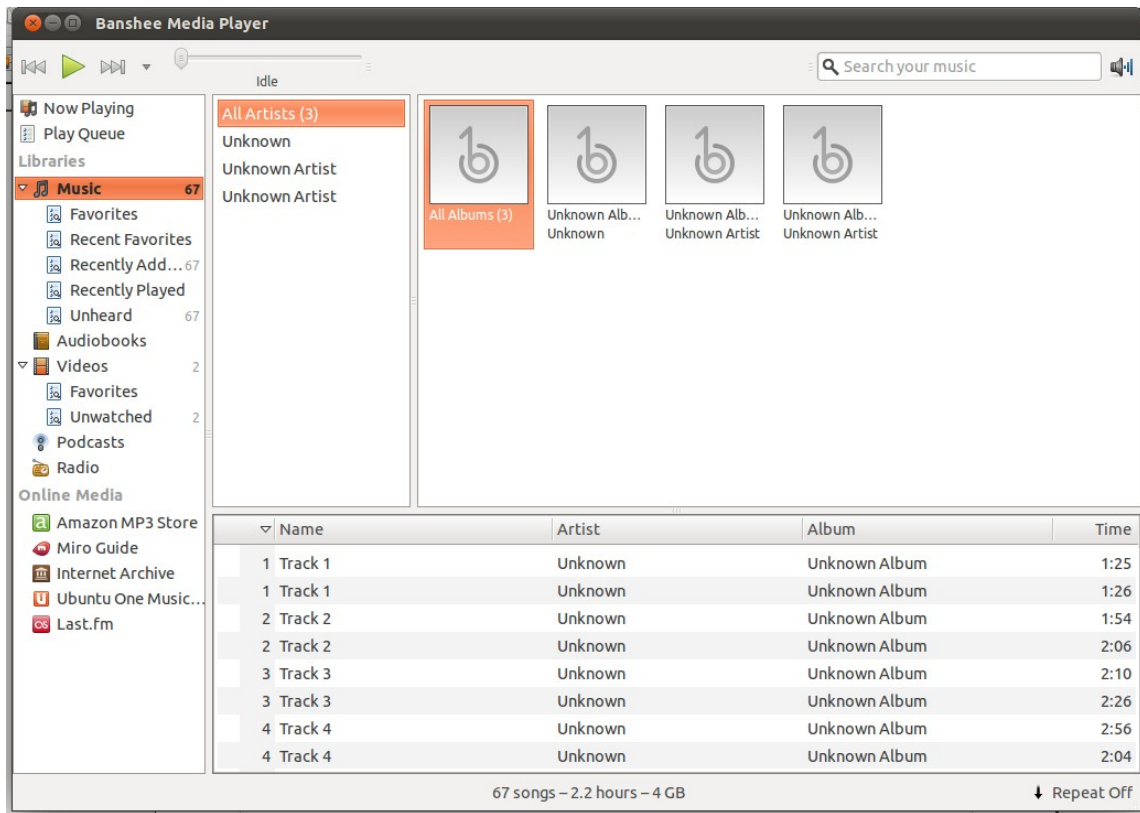 Banshee Media Player
Idle
Search your music
Now Playing
Play Queue
Libraries
Music 67
Favorites
Recent Favorites
Recently Add... 67
Recently Played
Unheard 67
Audiobooks
Videos 2
Favorites
Unwatched 2
Podcasts
Radio
Online Media
Amazon MP3 Store
Miro Guide
Internet Archive
Ubuntu One Music...
Last.fm
All Artists (3)
Unknown
Unknown Artist
Unknown Artist
All Albums (3)
Unknown Alb...
Unknown
Unknown Alb...
Unknown Artist
Unknown Alb...
Unknown Artist
Name Artist Album Time
1 Track 1 Unknown Unknown Album 1:25
1 Track 1 Unknown Unknown Album 1:26
2 Track 2 Unknown Unknown Album 1:54
2 Track 2 Unknown Unknown Album 2:06
3 Track 3 Unknown Unknown Album 2:10
3 Track 3 Unknown Unknown Album 2:26
4 Track 4 Unknown Unknown Album 2:56
4 Track 4 Unknown Unknown Album 2:04
67 songs – 2.2 hours – 4 GB
Repeat Off